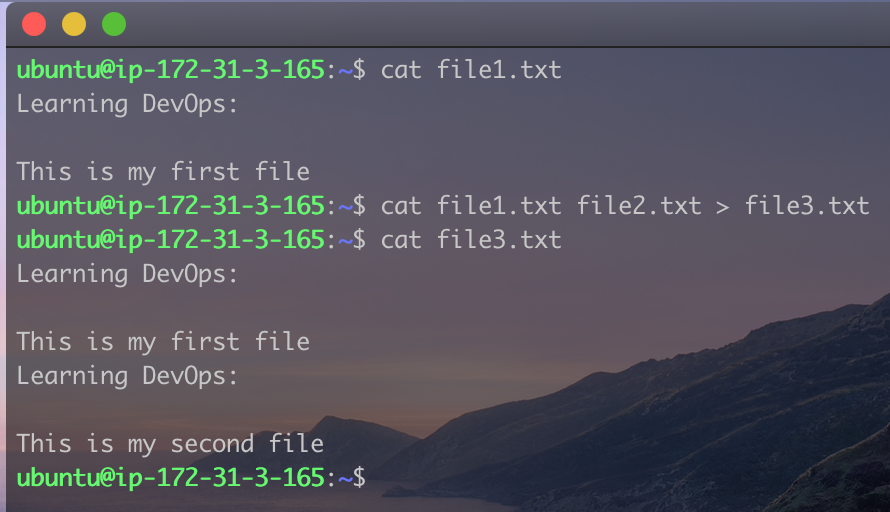 ubuntu@ip-172-31-3-165:~$ cat file1.txt
Learning DevOps:

This is my first file
ubuntu@ip-172-31-3-165:~$ cat file1.txt file2.txt > file3.txt
ubuntu@ip-172-31-3-165:~$ cat file3.txt
Learning DevOps:

This is my first file
Learning DevOps:

This is my second file
ubuntu@ip-172-31-3-165:~$